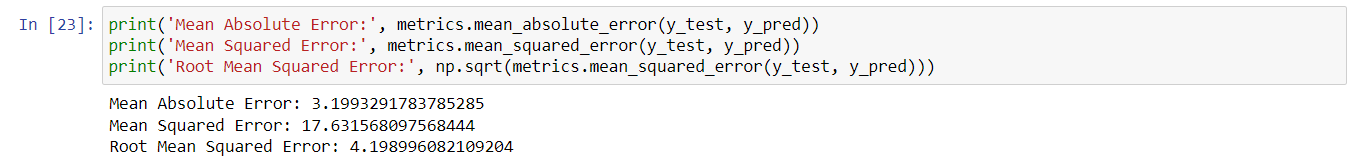 In [23]: print('Mean Absolute Error:', metrics.mean_absolute_error(y_test, y_pred))
print('Mean Squared Error:', metrics.mean_squared_error(y_test, y_pred))
print('Root Mean Squared Error:', np.sqrt(metrics.mean_squared_error(y_test, y_pred)))
Mean Absolute Error: 3.1993291783785285
Mean Squared Error: 17.631568097568444
Root Mean Squared Error: 4.198996082109204